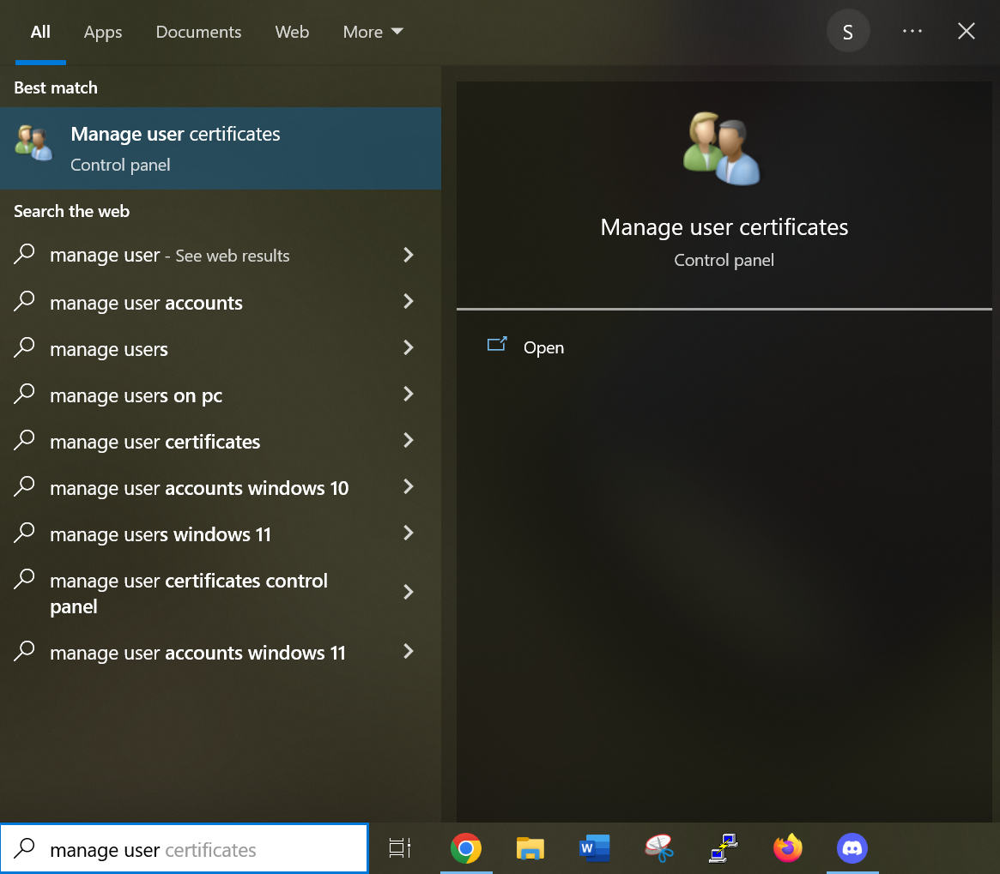 All Apps Documents Web More S
Best match
Manage user certificates
Control panel
Search the web
manage user - See web results
manage user accounts
manage users
manage users on pc
manage user certificates
manage user accounts windows 10
manage users windows 11
manage user certificates control
panel
manage user accounts windows 11
Manage user certificates
Control panel
Open
manage user certificates
W